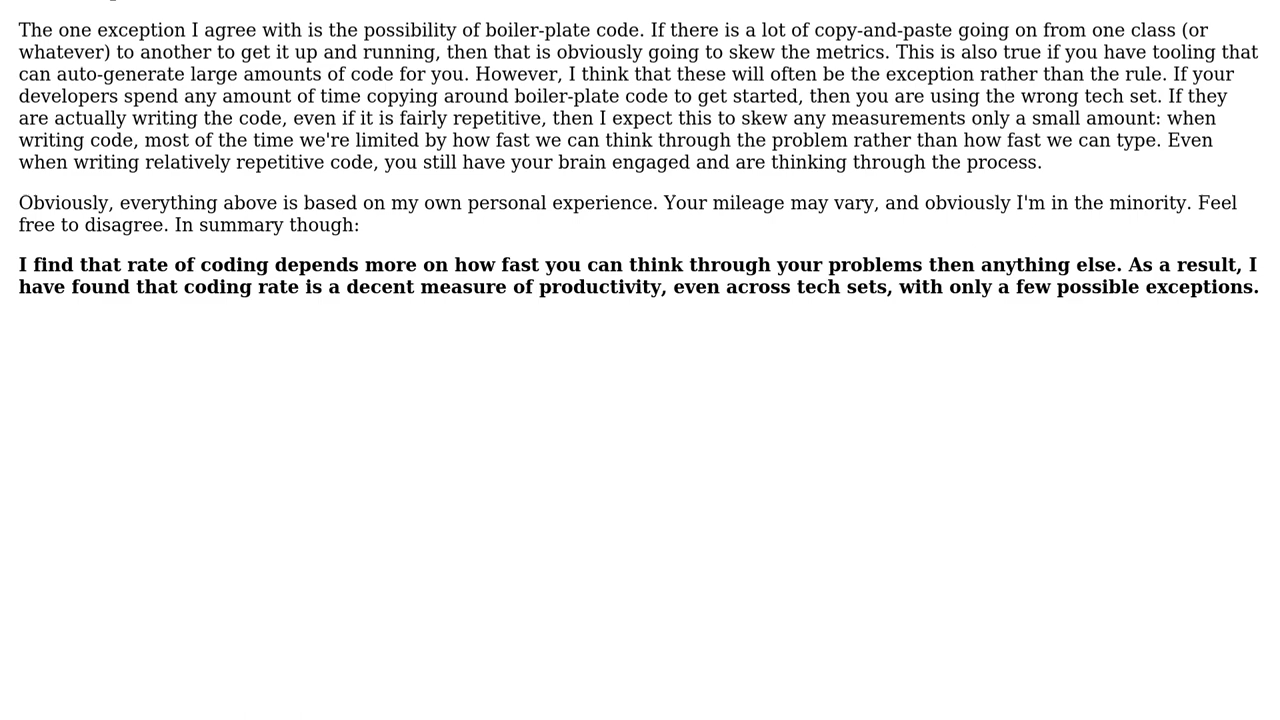 The one exception I agree with is the possibility of boiler-plate code. If there is a lot of copy-and-paste going on from one class (or
whatever) to another to get it up and running, then that is obviously going to skew the metrics. This is also true if you have tooling that
can auto-generate large amounts of code for you. However, I think that these will often be the exception rather than the rule. If your
developers spend any amount of time copying around boiler-plate code to get started, then you are using the wrong tech set. If they
are actually writing the code, even if it is fairly repetitive, then I expect this to skew any measurements only a small amount: when
writing code, most of the time we're limited by how fast we can think through the problem rather than how fast we can type. Even
when writing relatively repetitive code, you still have your brain engaged and are thinking through the process.
Obviously, everything above is based on my own personal experience. Your mileage may vary, and obviously I'm in the minority. Feel
free to disagree. In summary though:
I find that rate of coding depends more on how fast you can think through your problems then anything else. As a result, I
have found that coding rate is a decent measure of productivity, even across tech sets, with only a few possible exceptions.